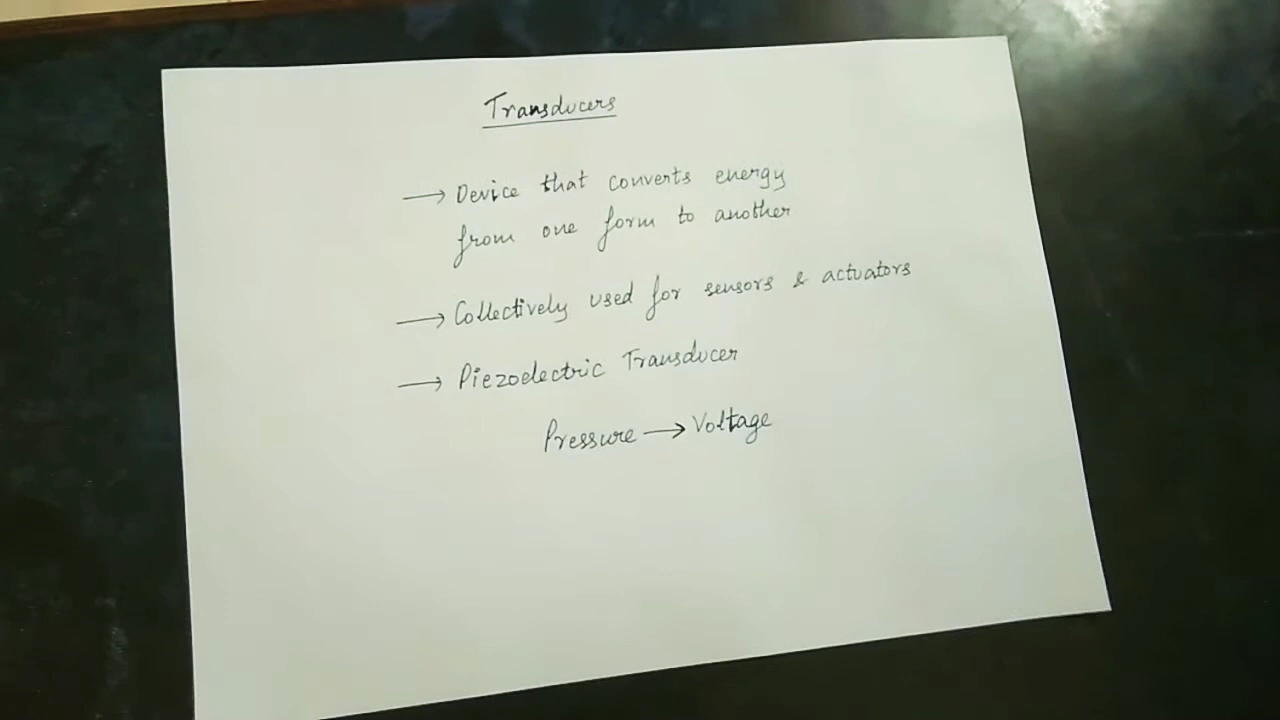 Transducers
→ Device that converts energy
from one form to another
→ Collectively used for sensors & actuators
→ Piezoelectric Transducer
Pressure → Voltage